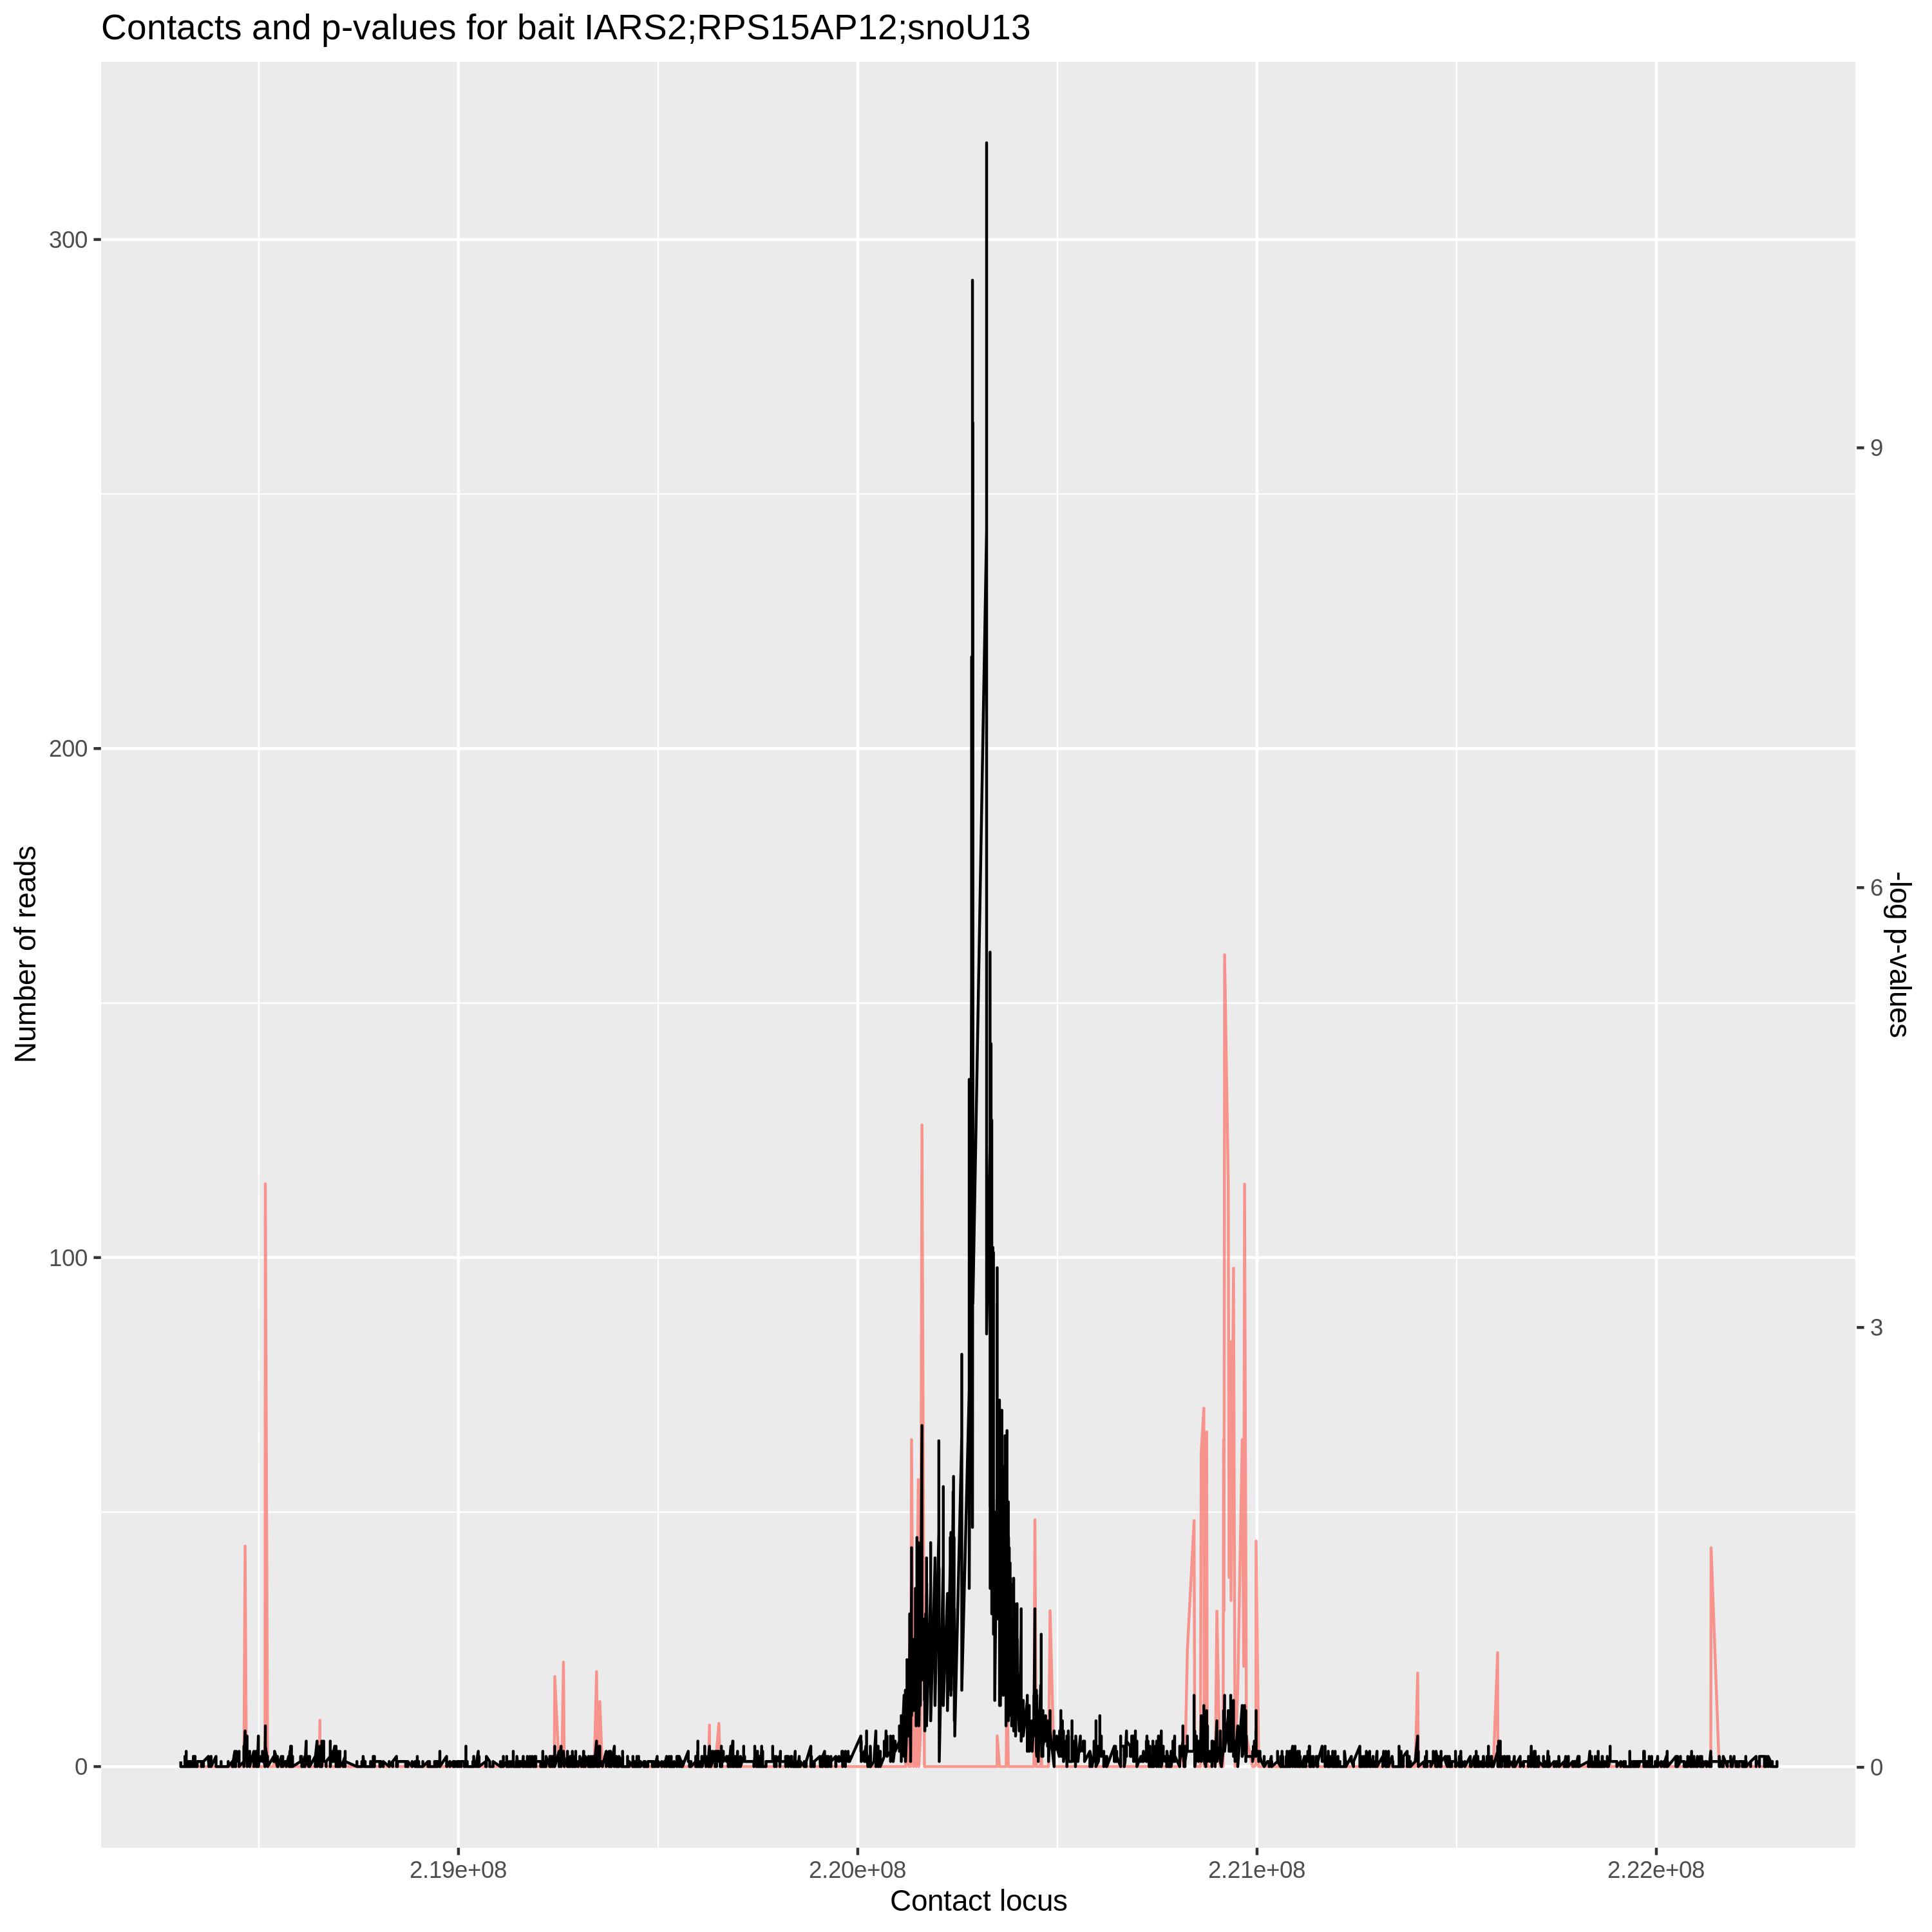 Contacts and p-values for bait IARS2;RPS15AP12;snoU13
300
200
100
0
Number of reads
9
6
3
0
-log p-values
2.19e+08
2.20e+08
2.21e+08
2.22e+08
Contact locus